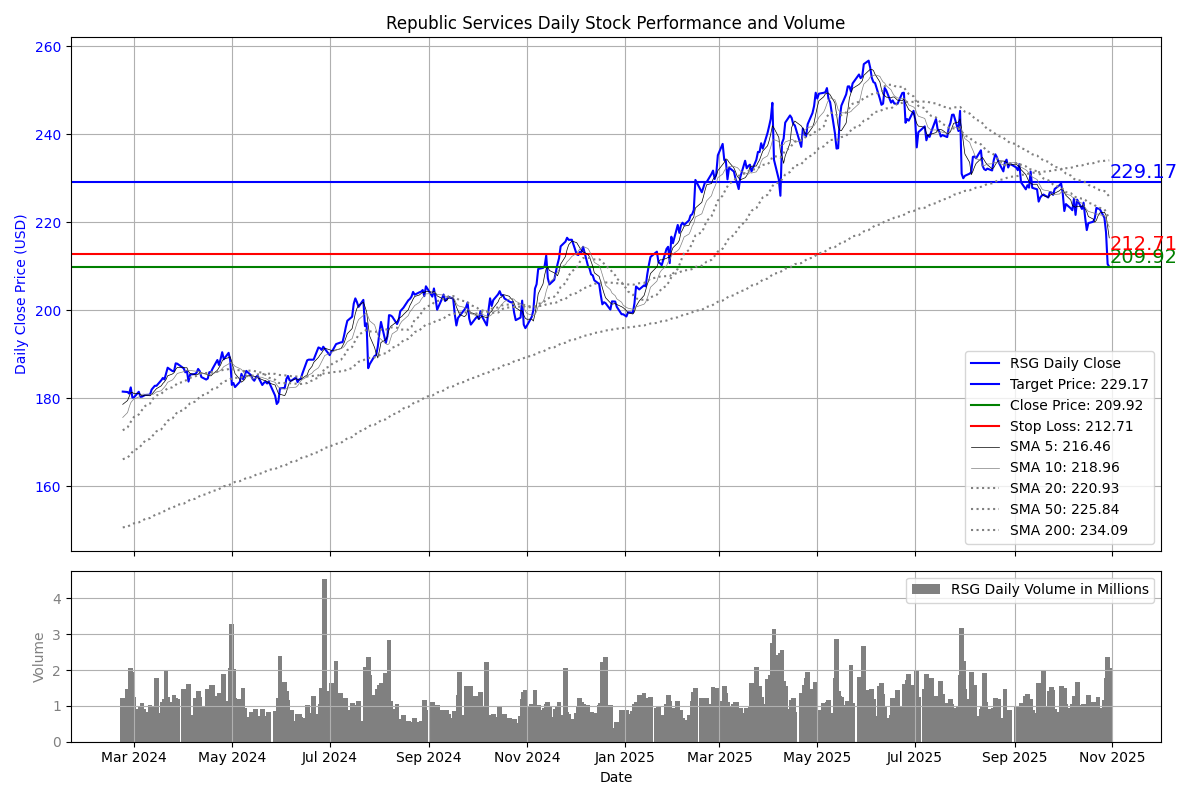 Republic Services Daily Stock Performance and Volume
260
240
220
200
180
160
Daily Close Price (USD)
229.17
212.71
209.92
RSG Daily Close
Target Price: 229.17
Close Price: 209.92
Stop Loss: 212.71
SMA 5: 216.46
SMA 10: 218.96
SMA 20: 220.93
SMA 50: 225.84
SMA 200: 234.09
RSG Daily Volume in Millions
4
3
2
1
0
Volume
Mar 2024 May 2024 Jul 2024 Sep 2024 Nov 2024 Jan 2025 Mar 2025 May 2025 Jul 2025 Sep 2025 Nov 2025
Date